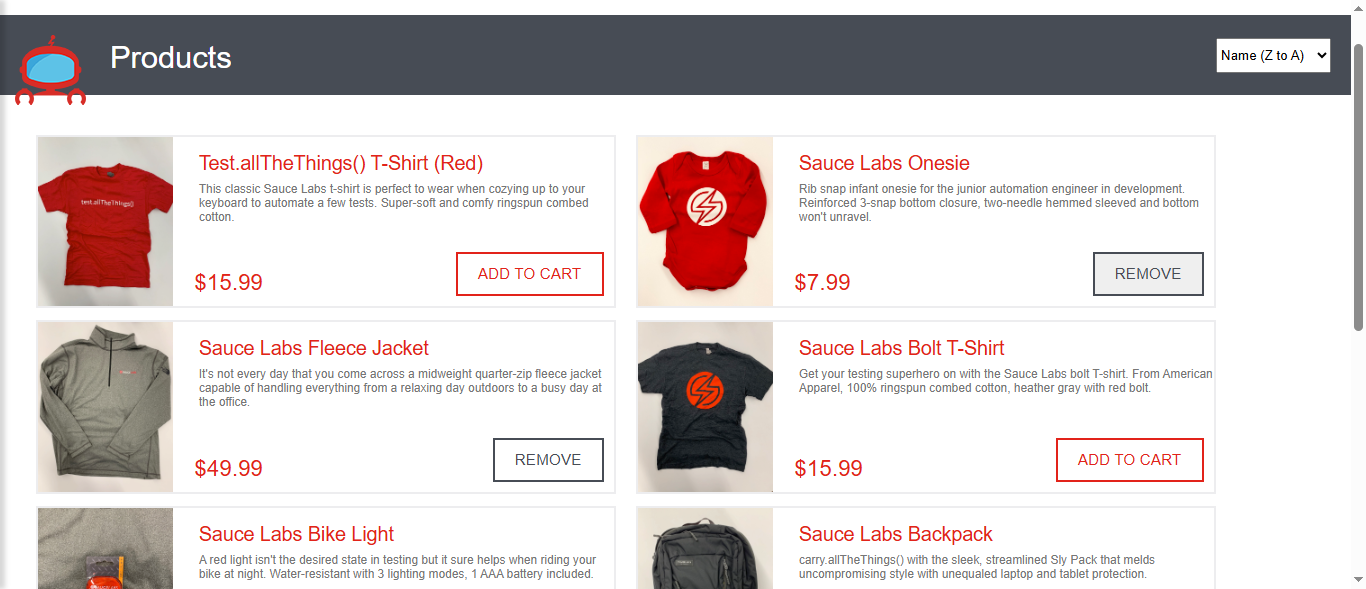 Products
Name (Z to A)
test.allTheThings()
Test.allTheThings() T-Shirt (Red)
This classic Sauce Labs t-shirt is perfect to wear when cozying up to your
keyboard to automate a few tests. Super-soft and comfy ringspun combed
cotton.
$15.99
ADD TO CART
Sauce Labs Onesie
Rib snap infant onesie for the junior automation engineer in development.
Reinforced 3-snap bottom closure, two-needle hemmed sleeved and bottom
won't unravel.
$7.99
REMOVE
Sauce Labs Fleece Jacket
It's not every day that you come across a midweight quarter-zip fleece jacket
capable of handling everything from a relaxing day outdoors to a busy day at
the office.
$49.99
REMOVE
Sauce Labs Bolt T-Shirt
Get your testing superhero on with the Sauce Labs bolt T-shirt. From American
Apparel, 100% ringspun combed cotton, heather gray with red bolt.
$15.99
ADD TO CART
Sauce Labs Bike Light
A red light isn't the desired state in testing but it sure helps when riding your
bike at night. Water-resistant with 3 lighting modes, 1 AAA battery included.
Sauce Labs Backpack
carry.allTheThings() with the sleek, streamlined Sly Pack that melds
uncompromising style with unequaled laptop and tablet protection.